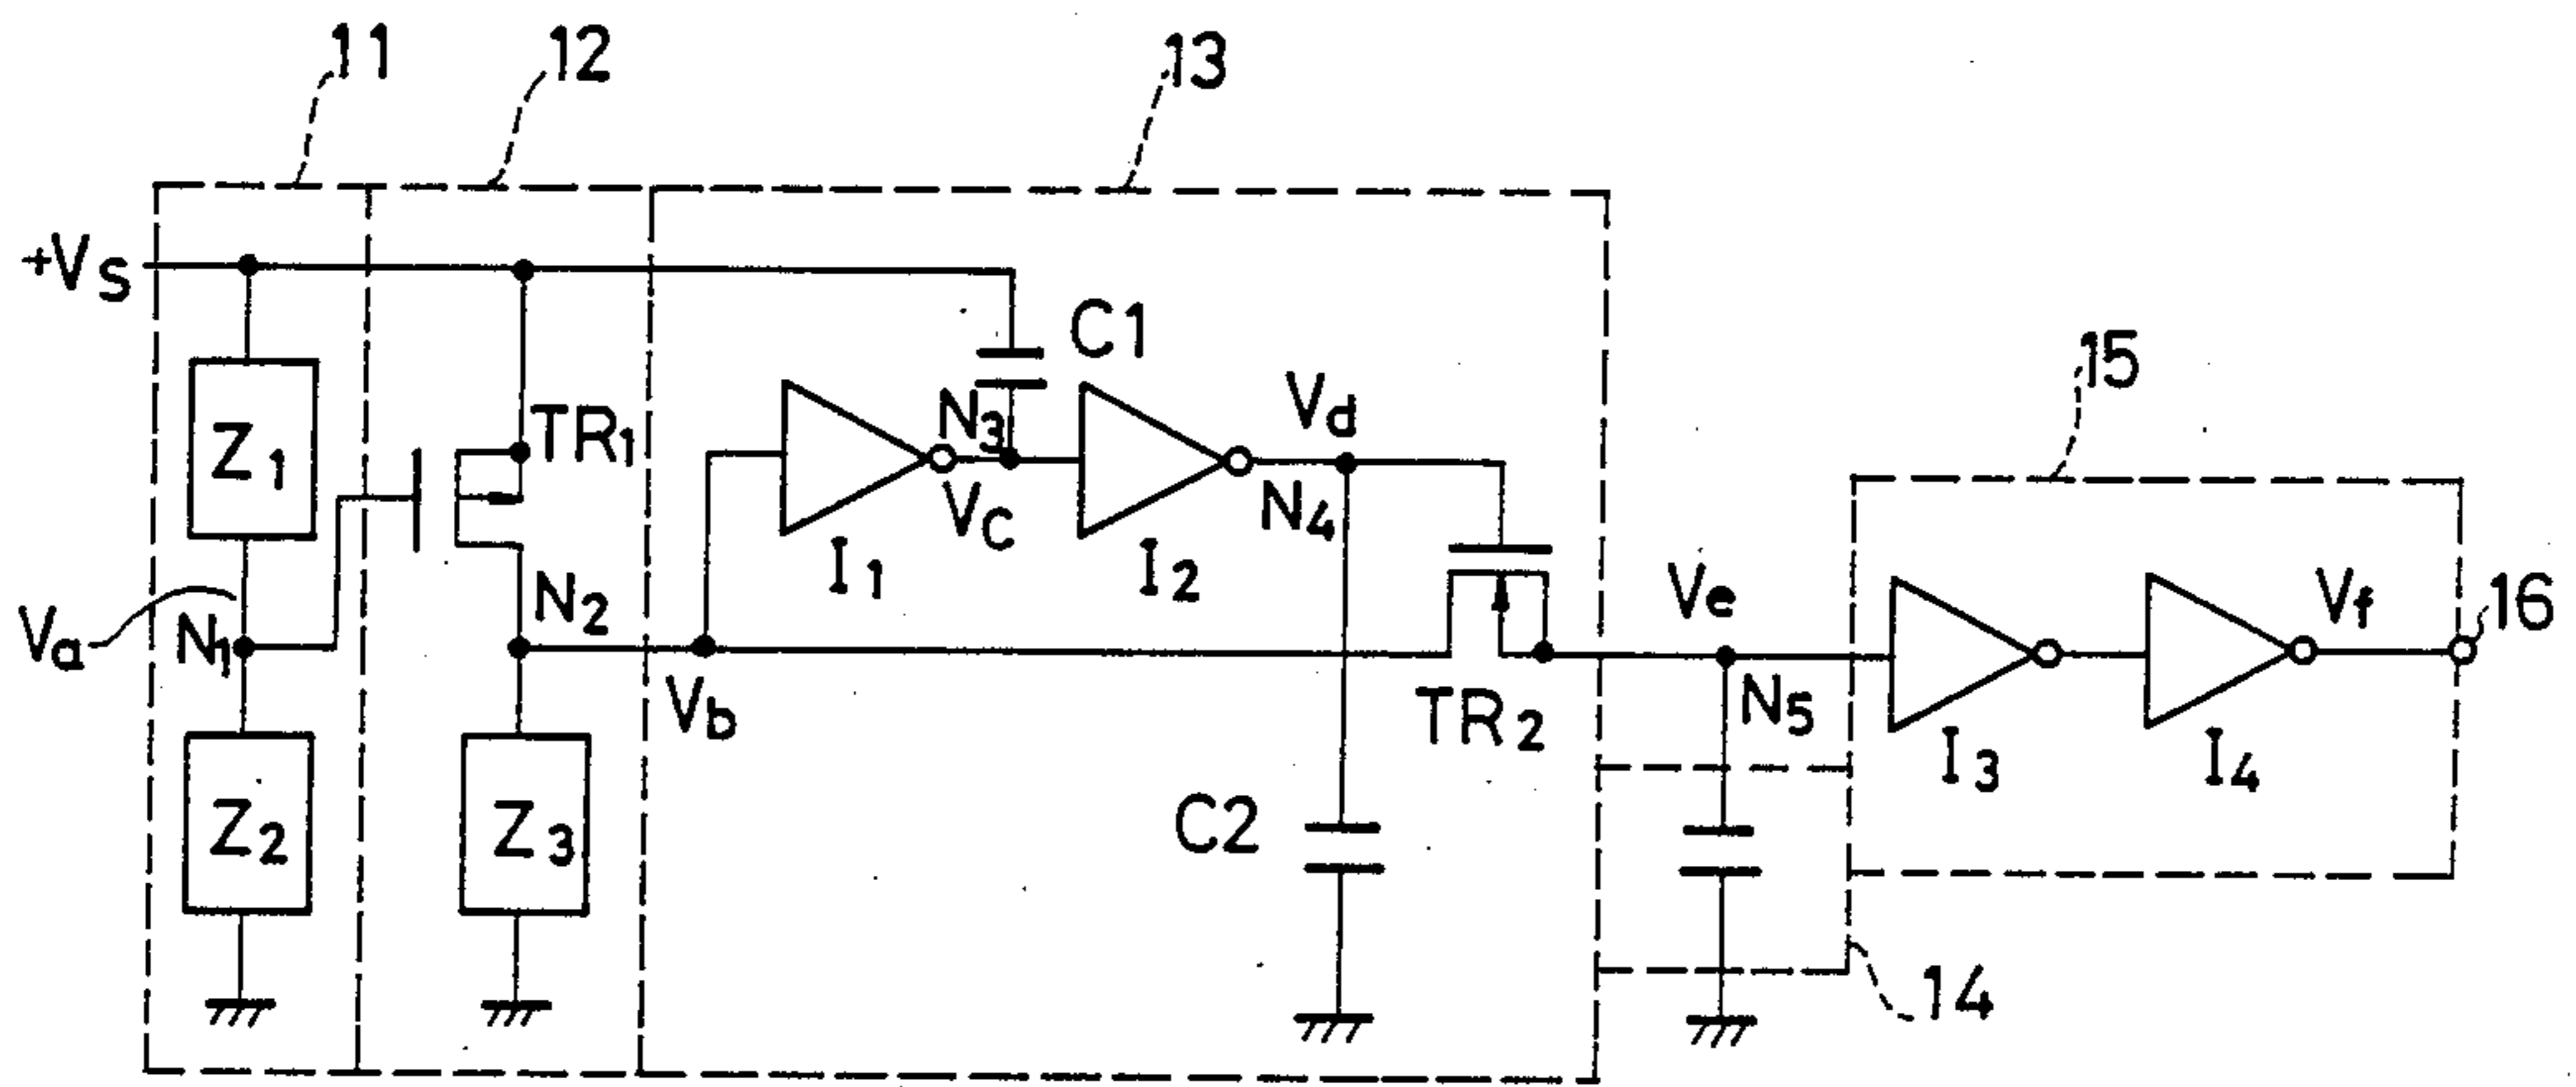 11
12
13
+Vs
C1
15
Z1
TR1
N3
Vd
Vc
N4
I1
I2
Va
N1
N2
Ve
Vf
16
Vb
TR2
N5
I3
I4
Z2
Z3
C2
14